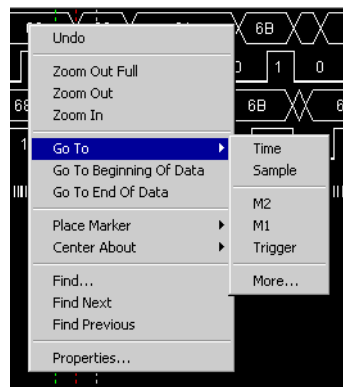 6B
Undo
Zoom Out Full
1 0
Zoom Out
68 6B 6
Zoom In
1 Go To Time
Go To Beginning Of Data Sample
Go To End Of Data
M2
Place Marker M1
Center About Trigger
Find... More...
Find Next
Find Previous
Properties...